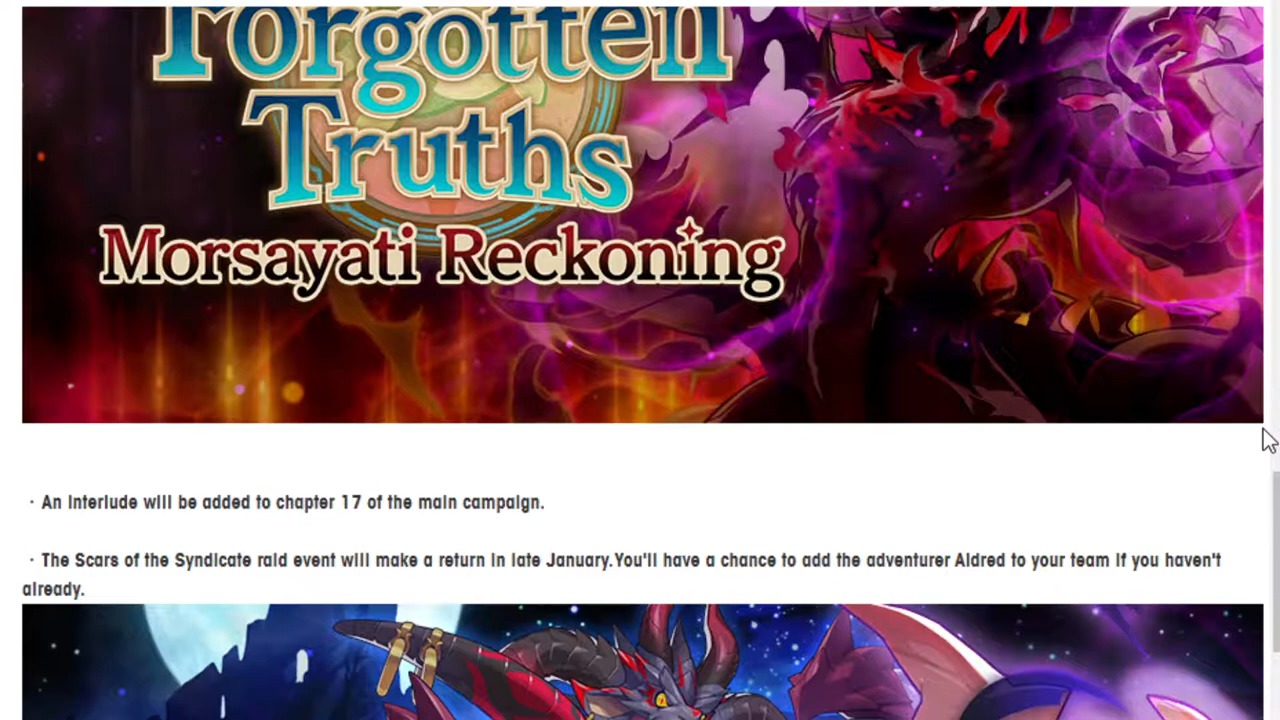 Forgotten
Truths
Morsayati Reckoning
· An interlude will be added to chapter 17 of the main campaign.
· The Scars of the Syndicate raid event will make a return in late January.You'll have a chance to add the adventurer Aldred to your team if you haven't
already.